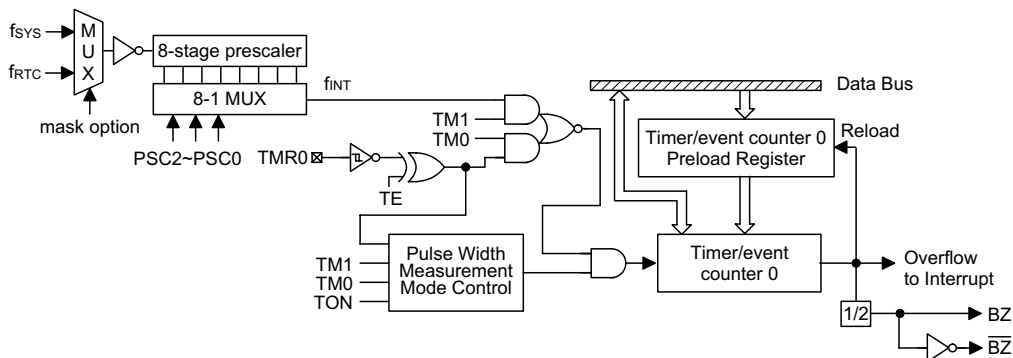 fSYS
fRTC
M
U
X
mask option
8-stage prescaler
8-1 MUX
PSC2~PSC0
fINT
TM1
TM0
TMR0
TE
Data Bus
Timer/event counter 0
Preload Register
Reload
TM1
TM0
TON
Pulse Width
Measurement
Mode Control
Timer/event
counter 0
Overflow
to Interrupt
1/2
BZ
B̅Z̅